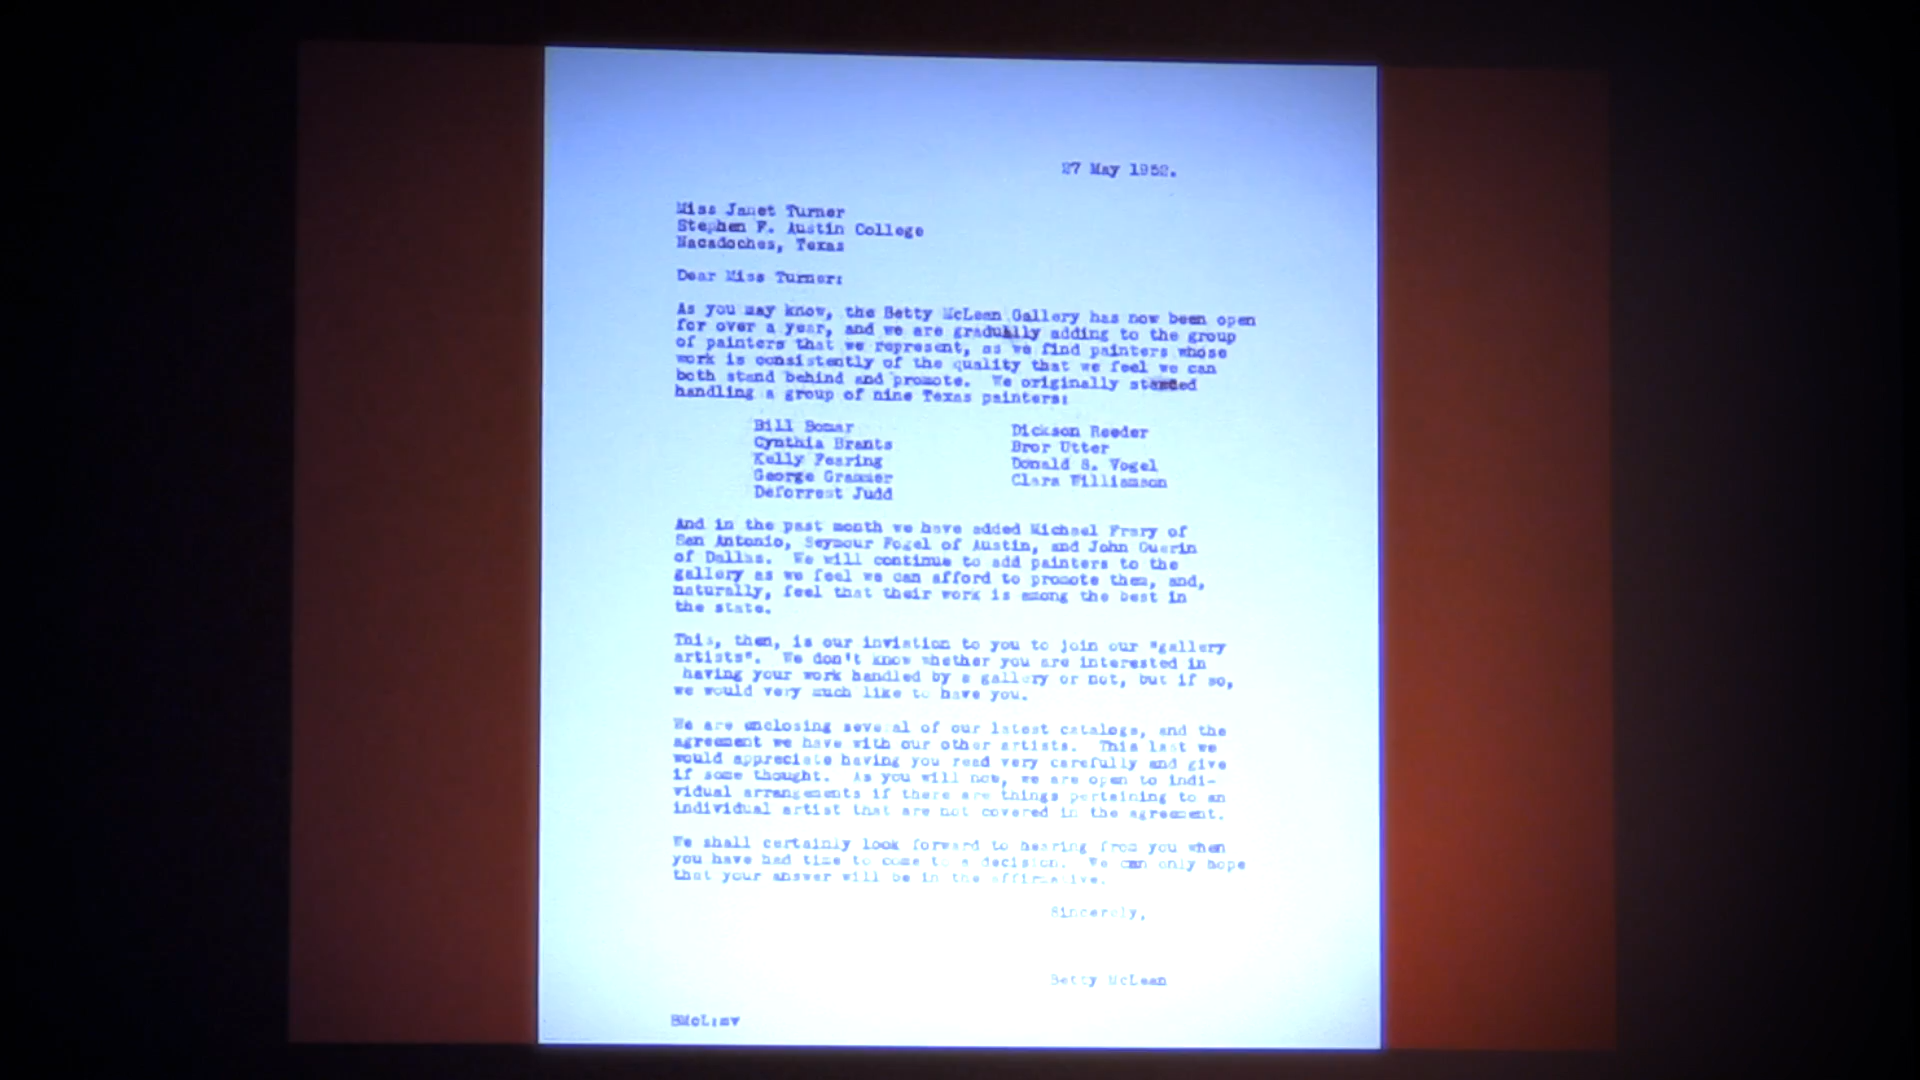 27 May 1952.
Miss Janet Turner
Stephen F. Austin College
Nacadoches, Texas
Dear Miss Turner:
As you may know, the Betty McLean Gallery has now been open
for over a year, and we are gradually adding to the group
of painters that we represent, as we find painters whose
work is consistently of the quality that we feel we can
both stand behind and promote. We originally started
handling a group of nine Texas painters:
Bill Bomar
Cynthia Brants
Kelly Fearing
George Grammer
Deforrest Judd
Dickson Reeder
Bror Utter
Donald S. Vogel
Clara Williamson
And in the past month we have added Michael Frary of
San Antonio, Seymour Fogel of Austin, and John Guerin
of Dallas. We will continue to add painters to the
gallery as we feel we can afford to promote them, and,
naturally, feel that their work is among the best in
the state.
This, then, is our inviation to you to join our "gallery
artists". We don't know whether you are interested in
having your work handled by a gallery or not, but if so,
we would very much like to have you.
We are enclosing several of our latest catalogs, and the
agreement we have with our other artists. This last we
would appreciate having you read very carefully and give
if some thought. As you will not, we are open to indi-
vidual arrangements if there are things pertaining to an
individual artist that are not covered in the agreement.
We shall certainly look forward to hearing from you when
you have had time to come to a decision. We can only hope
that your answer will be in the affirmative.
Sincerely,
Betty McLean
BMcL:mv